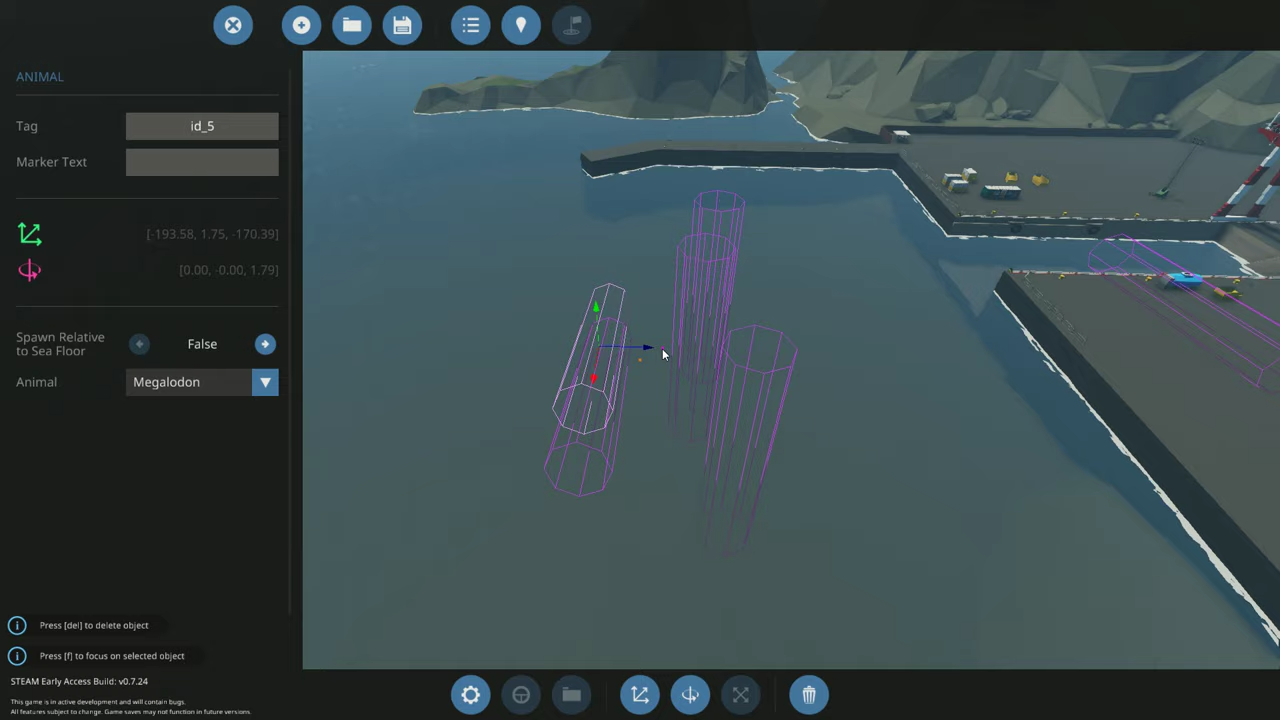 ANIMAL
Tag
id_5
Marker Text
[-193.58, 1.75, -170.39]
[0.00, -0.00, 1.79]
Spawn Relative
to Sea Floor
False
Animal
Megalodon
Press [del] to delete object
Press [f] to focus on selected object
STEAM Early Access Build: v0.7.24
This game is in active development and will contain bugs.
All features subject to change. Game saves may not function in future versions.